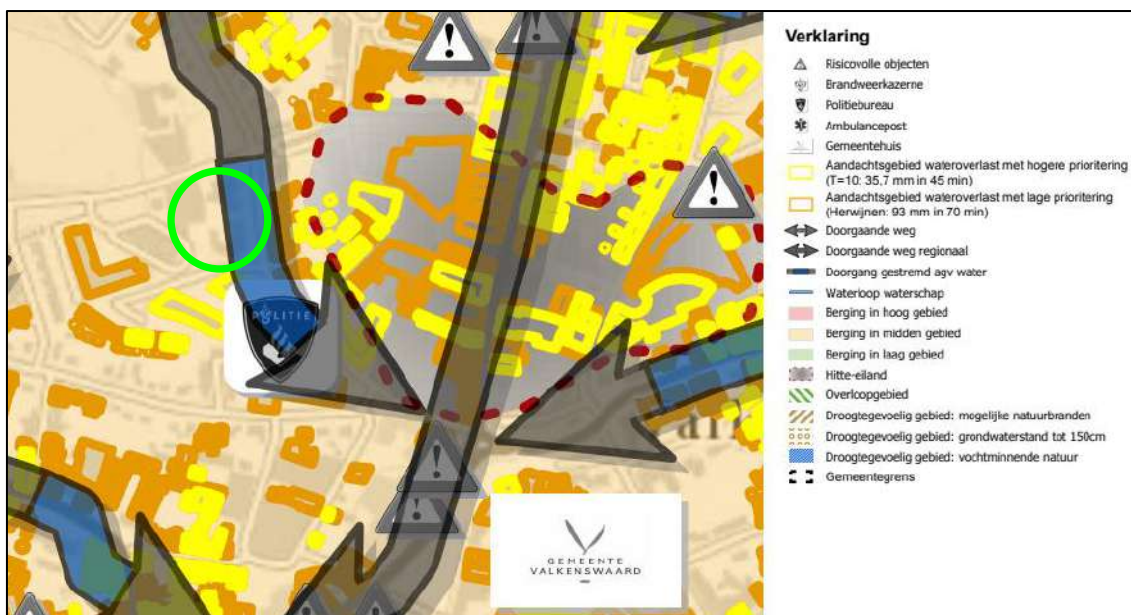 Verklaring
Risicovolle objecten
Brandweerkazerne
Politiebureau
Ambulancepost
Gemeentehuis
Aandachtsgebied wateroverlast met hogere prioritering
(T=10: 35,7 mm in 45 min)
Aandachtsgebied wateroverlast met lage prioritering
(Herwijnen: 93 mm in 70 min)
Doorgaande weg
Doorgaande weg regionaal
Doorgang gestremd agv water
Waterloop waterschap
Berging in hoog gebied
Berging in midden gebied
Berging in laag gebied
Hitte-eiland
Overloopgebied
Droogtegevoelig gebied: mogelijke natuurbranden
Droogtegevoelig gebied: grondwaterstand tot 150cm
Droogtegevoelig gebied: vochtminnende natuur
Gemeentegrens
POLITIE
GEMEENTE
VALKENSWAARD